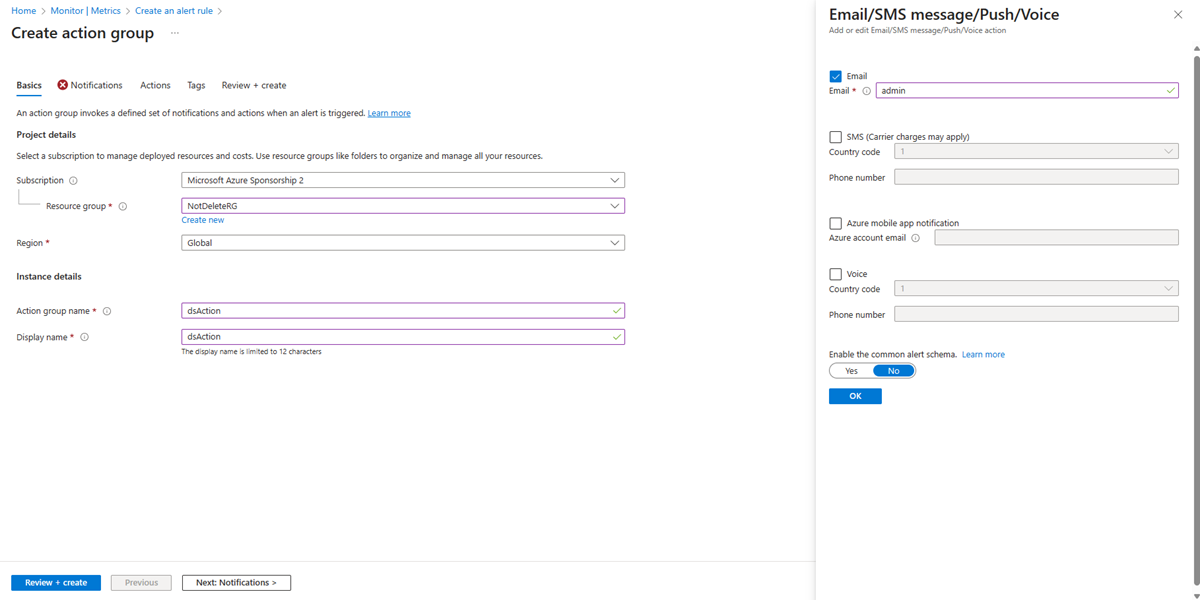 Home > Monitor | Metrics > Create an alert rule >
Create action group ...
Basics Notifications Actions Tags Review + create
An action group invokes a defined set of notifications and actions when an alert is triggered. Learn more
Project details
Select a subscription to manage deployed resources and costs. Use resource groups like folders to organize and manage all your resources.
Subscription Microsoft Azure Sponsorship 2
Resource group * NotDeleteRG
Create new
Region * Global
Instance details
Action group name * dsAction
Display name * dsAction
The display name is limited to 12 characters
Review + create Previous Next: Notifications >
Email/SMS message/Push/Voice
Add or edit Email/SMS message/Push/Voice action
Email
Email * admin
SMS (Carrier charges may apply)
Country code 1
Phone number
Azure mobile app notification
Azure account email
Voice
Country code 1
Phone number
Enable the common alert schema. Learn more
Yes No
OK